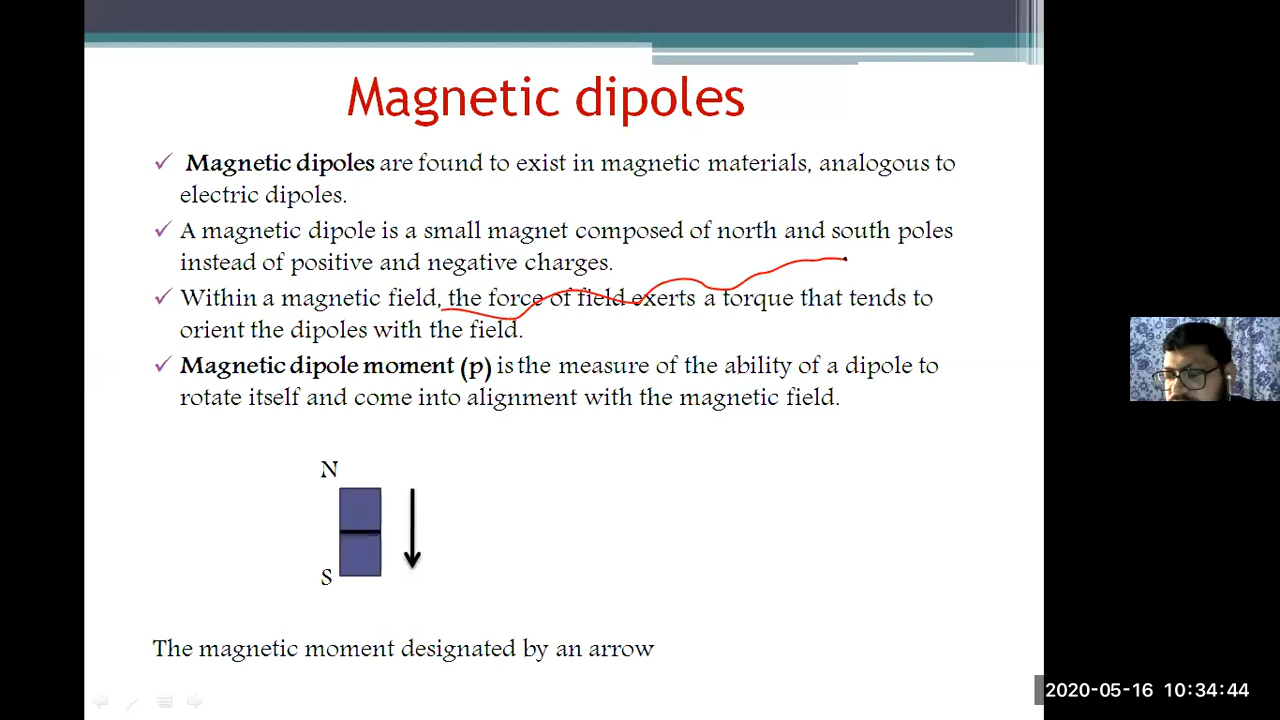 Magnetic dipoles
Magnetic dipoles are found to exist in magnetic materials, analogous to
electric dipoles.
A magnetic dipole is a small magnet composed of north and south poles
instead of positive and negative charges.
Within a magnetic field, the force of field exerts a torque that tends to
orient the dipoles with the field.
Magnetic dipole moment (p) is the measure of the ability of a dipole to
rotate itself and come into alignment with the magnetic field.
N
S
The magnetic moment designated by an arrow
2020-05-16 10:34:44